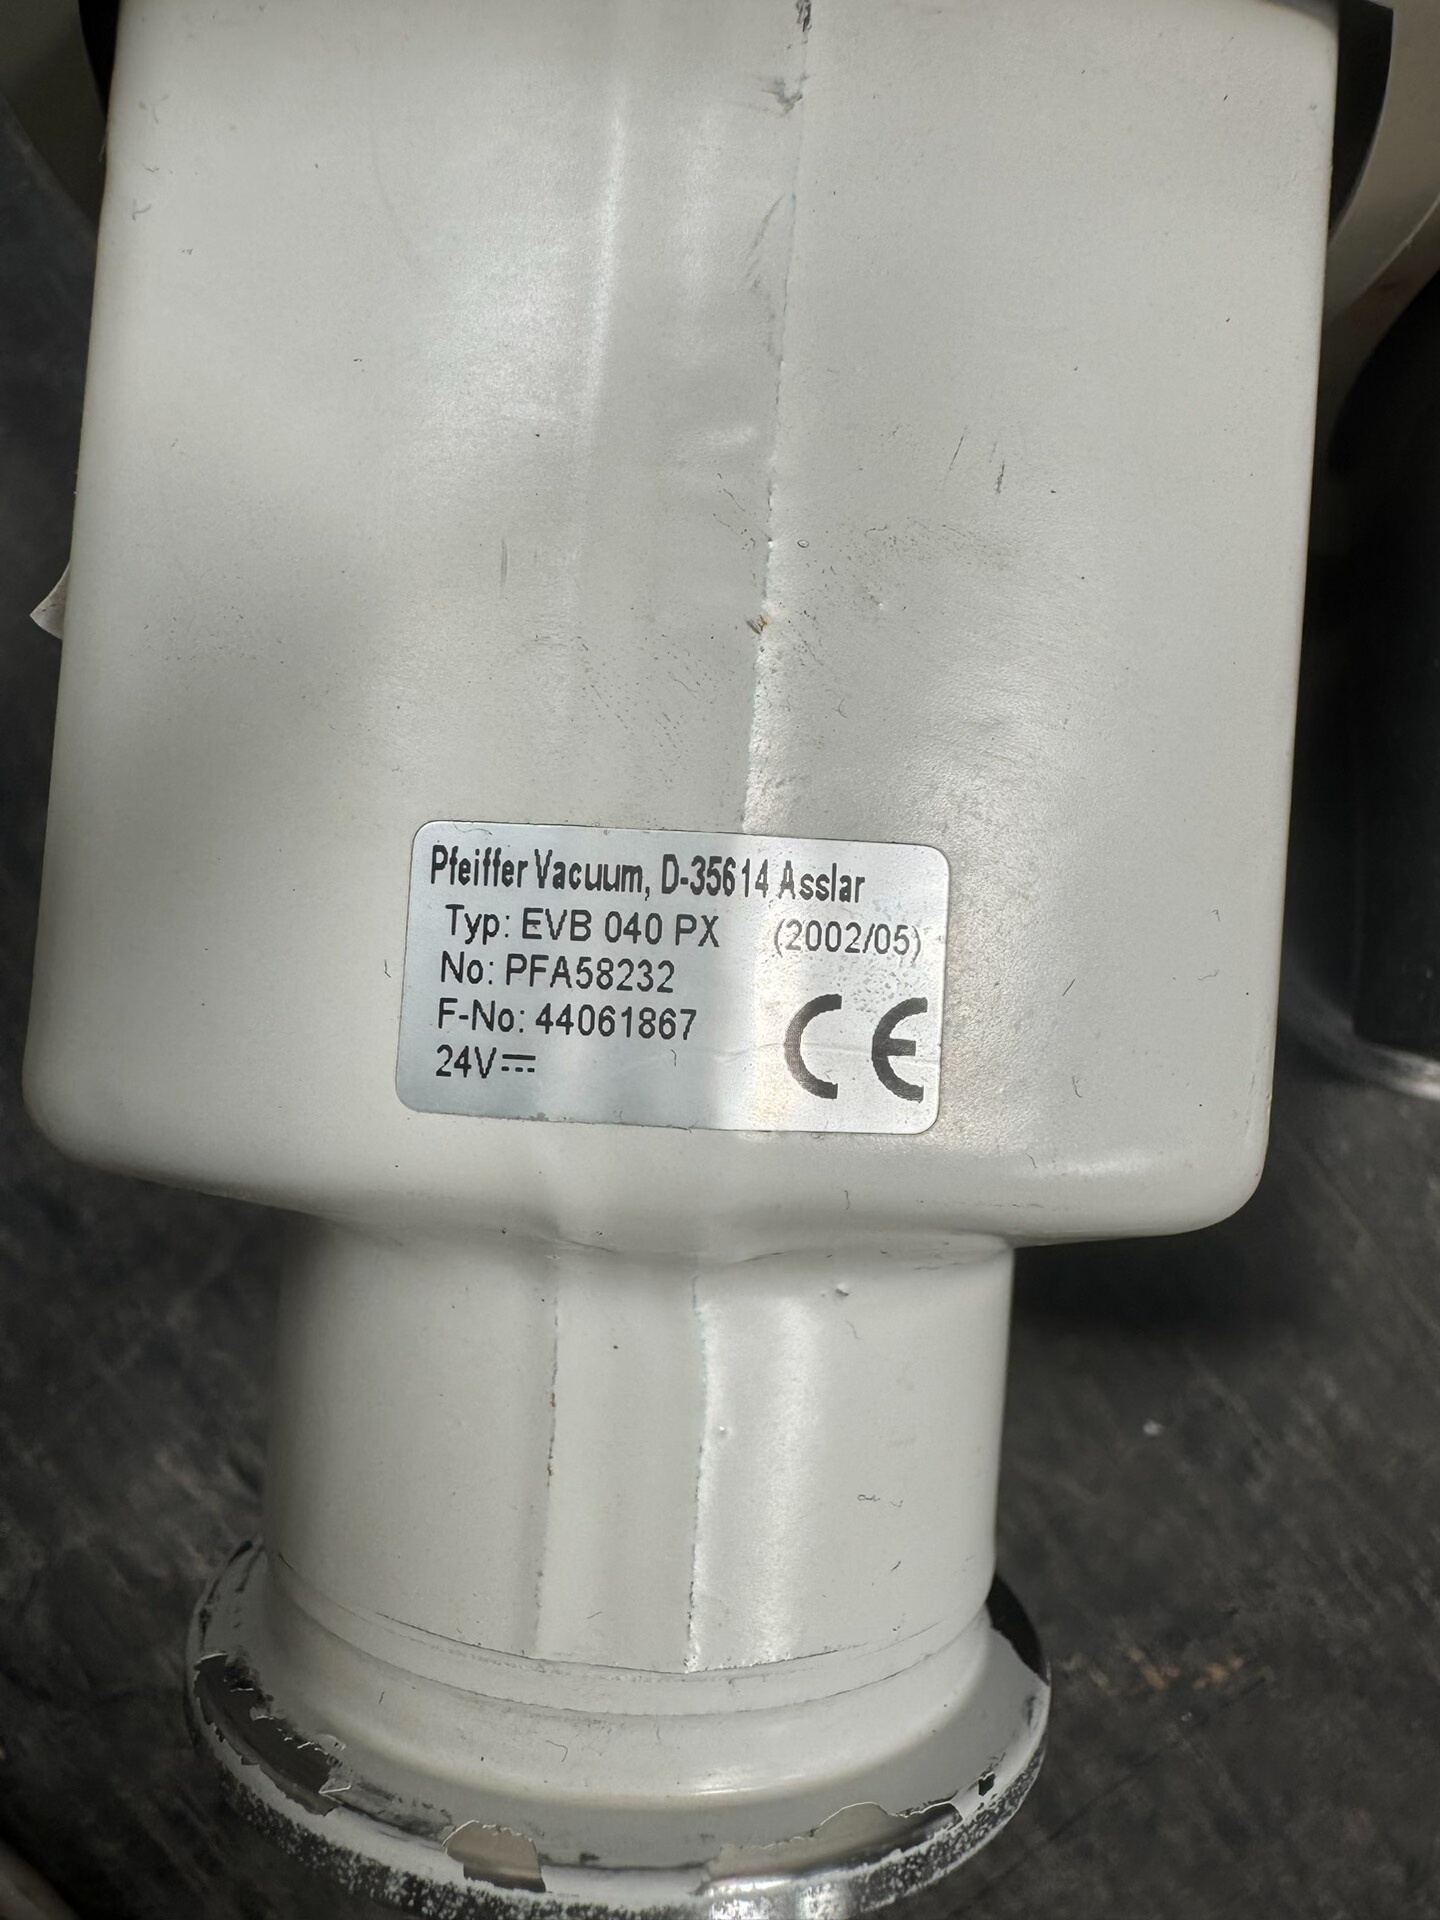 Pfeiffer Vacuum, D-35614 Asslar
Typ: EVB 040 PX (2002/05)
No: PFA58232
F-No: 44061867
24V⎓
CE